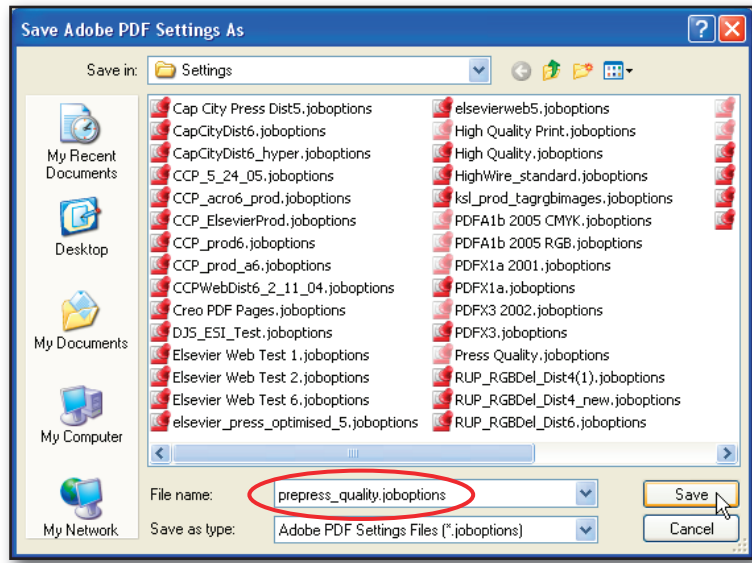 Save Adobe PDF Settings As
Save in:
Settings
My Recent
Documents
Desktop
My Documents
My Computer
My Network
Cap City Press Dist5.joboptions
CapCityDist6.joboptions
CapCityDist6_hyper.joboptions
CCP_5_24_05.joboptions
CCP_acro6_prod.joboptions
CCP_ElsevierProd.joboptions
CCP_prod6.joboptions
CCP_prod_a6.joboptions
CCPWebDist6_2_11_04.joboptions
Creo PDF Pages.joboptions
DJS_ESI_Test.joboptions
Elsevier Web Test 1.joboptions
Elsevier Web Test 2.joboptions
Elsevier Web Test 6.joboptions
elsevier_press_optimised_5.joboptions
elsevierweb5.joboptions
High Quality Print.joboptions
High Quality.joboptions
HighWire_standard.joboptions
ksl_prod_tagrgbimages.joboptions
PDFA1b 2005 CMYK.joboptions
PDFA1b 2005 RGB.joboptions
PDFX1a 2001.joboptions
PDFX1a.joboptions
PDFX3 2002.joboptions
PDFX3.joboptions
Press Quality.joboptions
RUP_RGBDel_Dist4(1).joboptions
RUP_RGBDel_Dist4_new.joboptions
RUP_RGBDel_Dist6.joboptions
File name:
prepress_quality.joboptions
Save
Save as type:
Adobe PDF Settings Files (*.joboptions)
Cancel